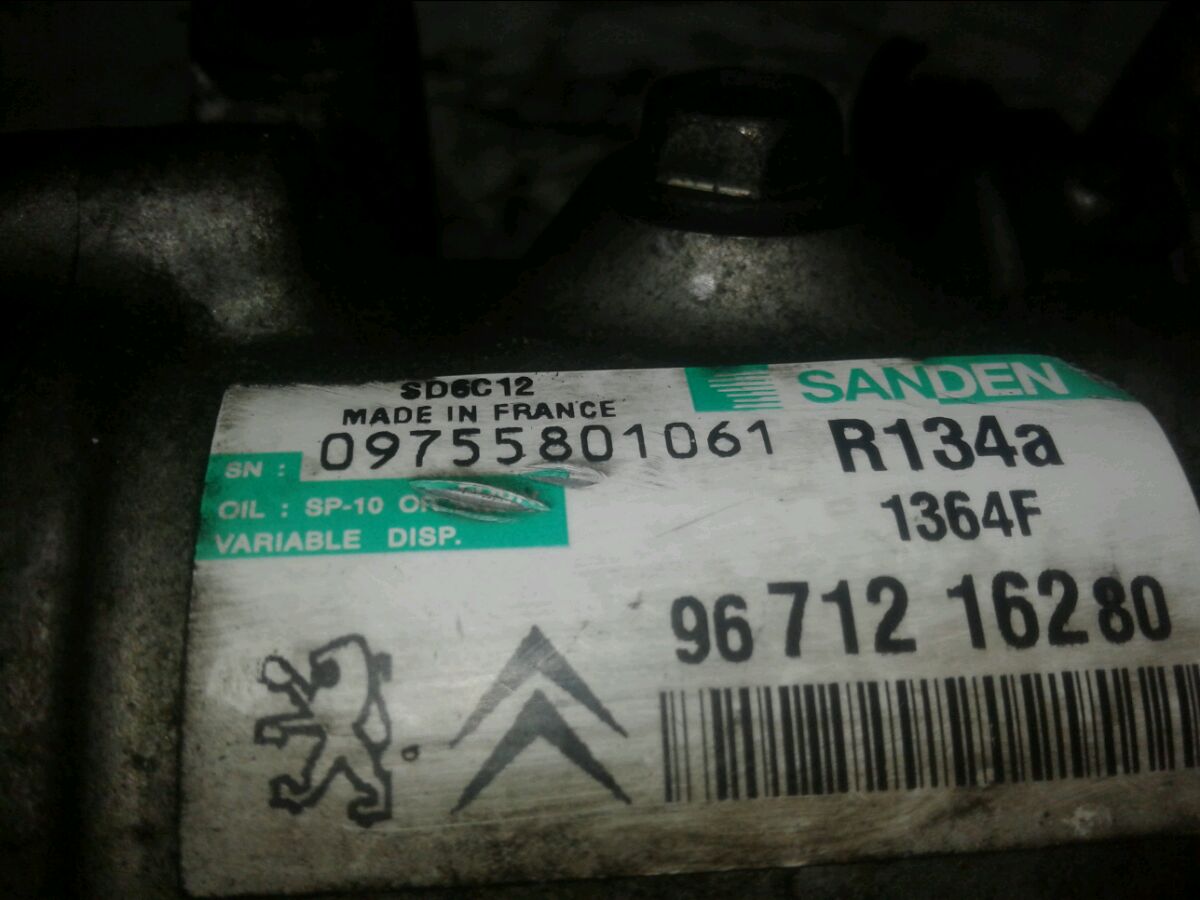 SD6C12
SANDEN
MADE IN FRANCE
SN : 09755801061
R134a
OIL : SP-10
1364F
VARIABLE DISP.
96 712 162 80